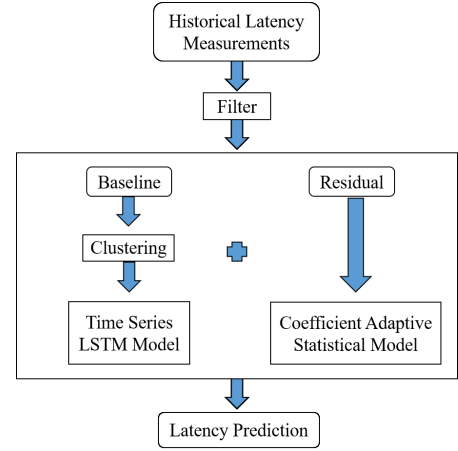 Historical Latency
Measurements
Filter
Baseline
Residual
Clustering
Time Series
LSTM Model
Coefficient Adaptive
Statistical Model
Latency Prediction